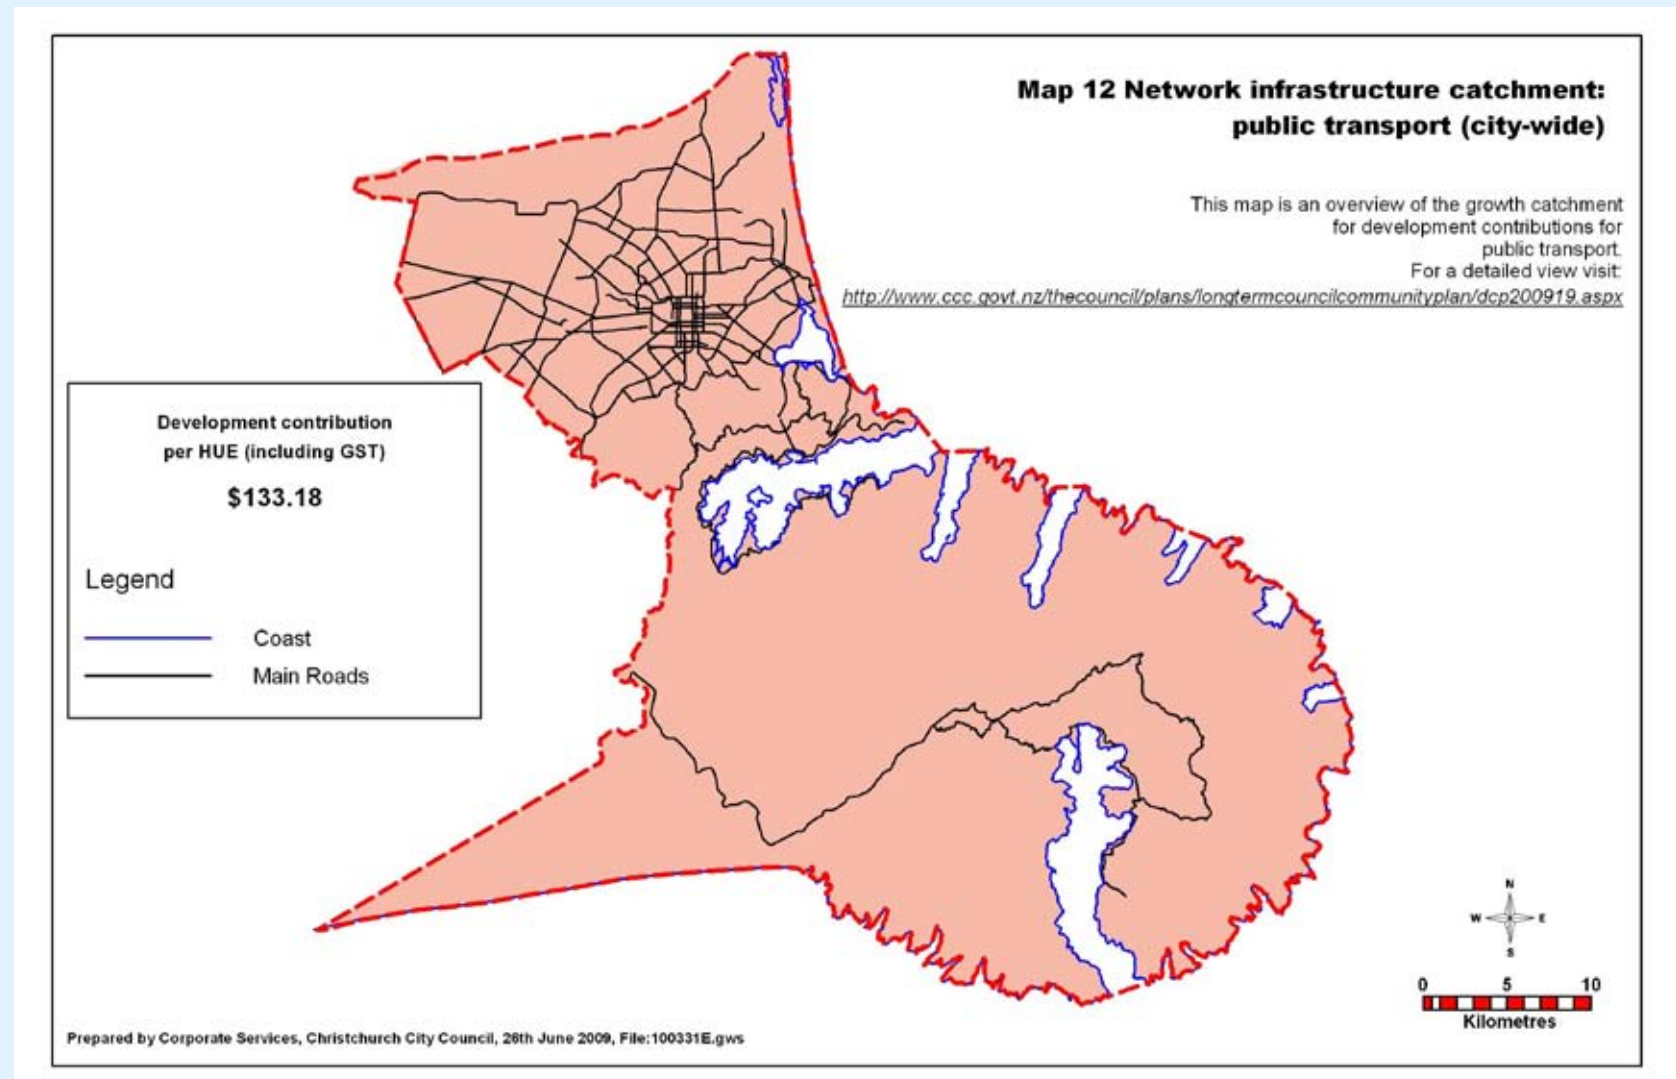 Map 12 Network infrastructure catchment:
public transport (city-wide)
This map is an overview of the growth catchment
for development contributions for
public transport.
For a detailed view visit:
http://www.ccc.govt.nz/thecouncil/plans/longtermcouncilcommunityplan/dcp200919.aspx
Development contribution
per HUE (including GST)
$133.18
Legend
Coast
Main Roads
N
W E
S
0 5 10
Kilometres
Prepared by Corporate Services, Christchurch City Council, 26th June 2009, File:100331E.gws